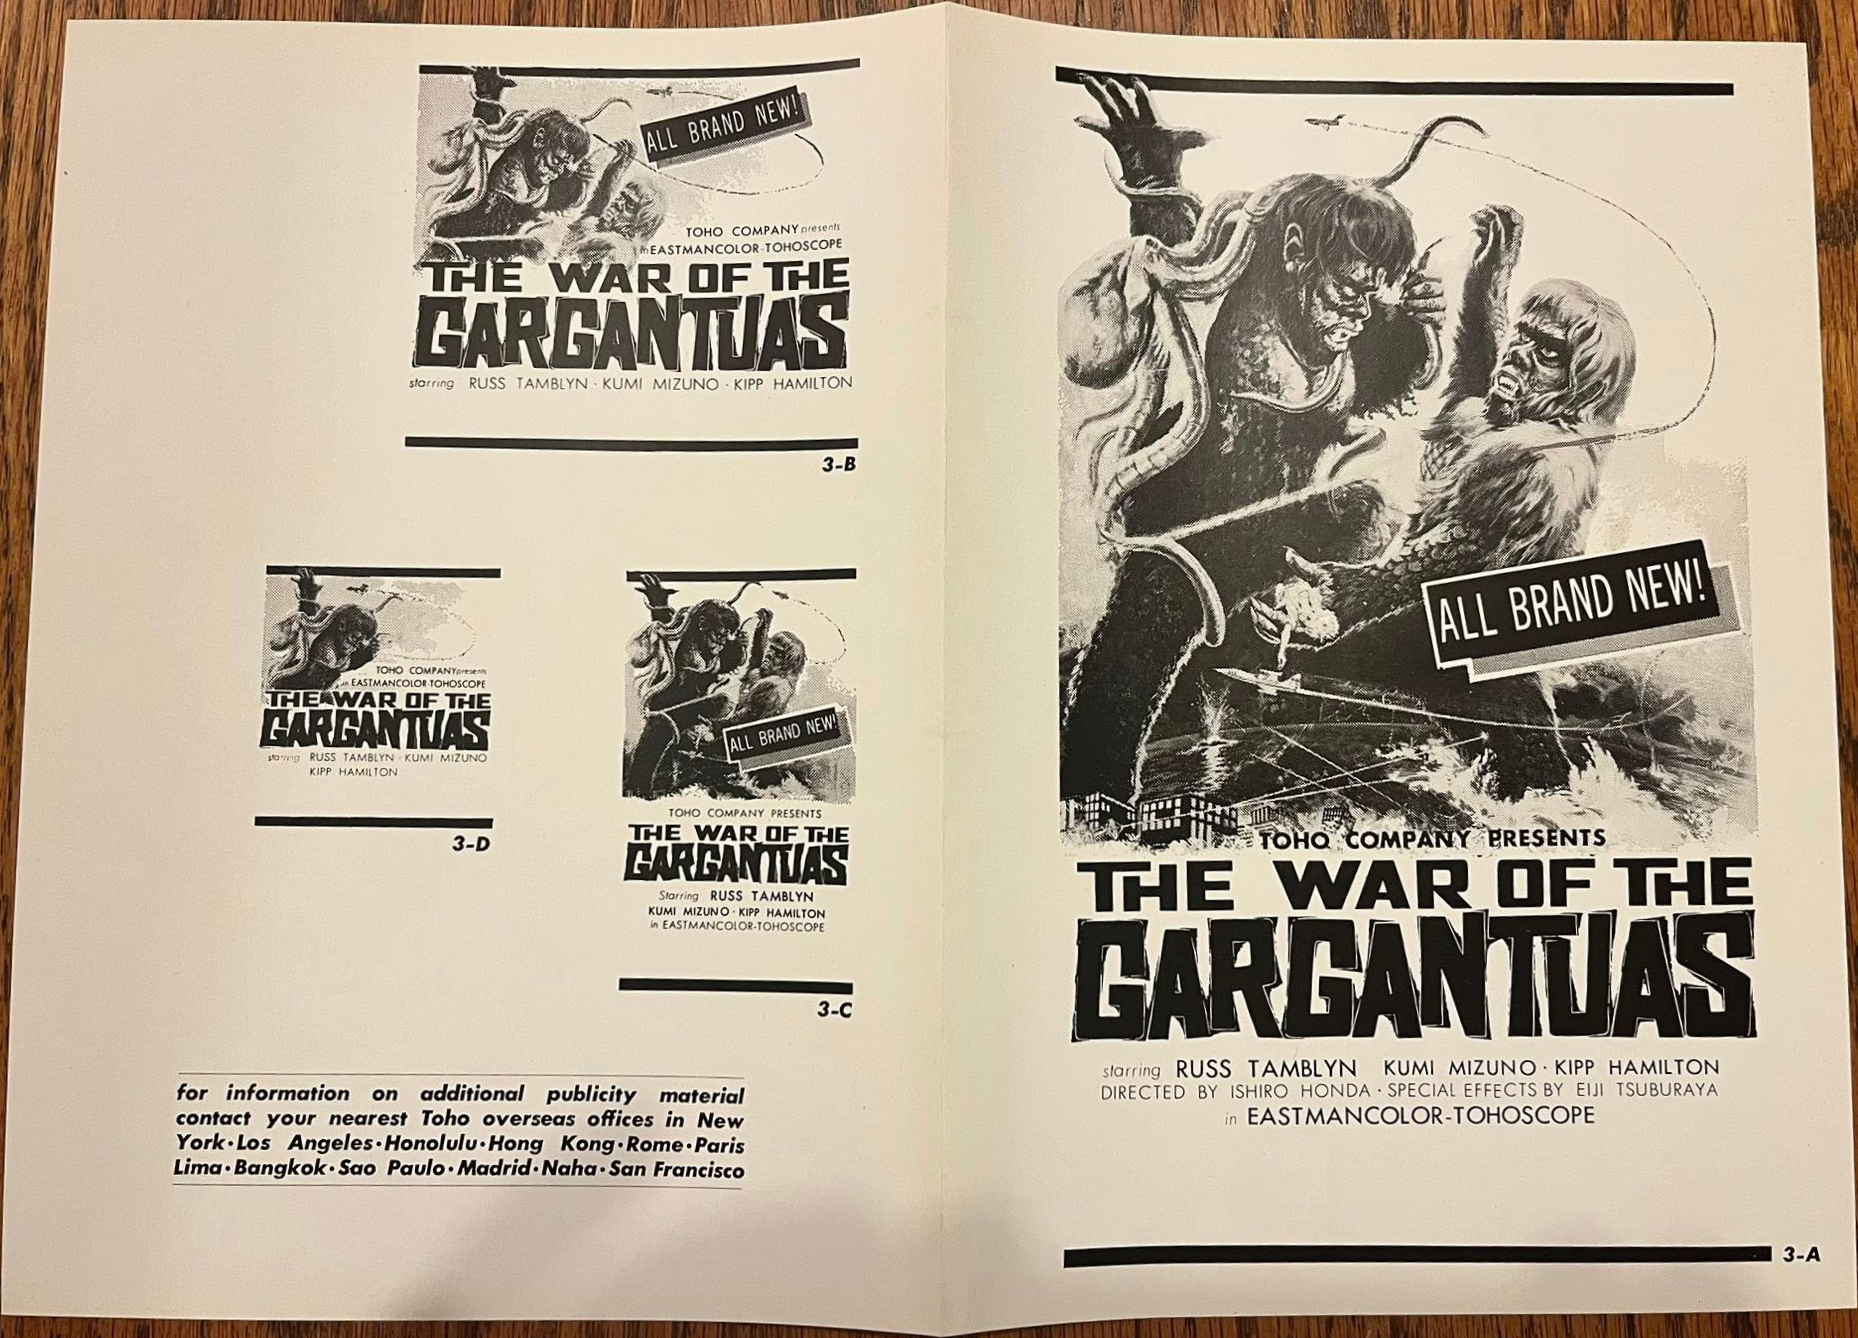 ALL BRAND NEW!
TOHO COMPANY presents
in EASTMANCOLOR-TOHOSCOPE
THE WAR OF THE
GARGANTUAS
starring RUSS TAMBLYN · KUMI MIZUNO · KIPP HAMILTON
3-B
TOHO COMPANY presents
in EASTMANCOLOR-TOHOSCOPE
THE WAR OF THE
GARGANTUAS
starring RUSS TAMBLYN · KUMI MIZUNO
KIPP HAMILTON
3-D
ALL BRAND NEW!
TOHO COMPANY PRESENTS
THE WAR OF THE
GARGANTUAS
Starring RUSS TAMBLYN
KUMI MIZUNO · KIPP HAMILTON
in EASTMANCOLOR-TOHOSCOPE
3-C
for information on additional publicity material
contact your nearest Toho overseas offices in New
York·Los Angeles·Honolulu·Hong Kong·Rome·Paris
Lima·Bangkok·Sao Paulo·Madrid·Naha·San Francisco
ALL BRAND NEW!
TOHO COMPANY PRESENTS
THE WAR OF THE
GARGANTUAS
starring RUSS TAMBLYN KUMI MIZUNO · KIPP HAMILTON
DIRECTED BY ISHIRO HONDA · SPECIAL EFFECTS BY EIJI TSUBURAYA
in EASTMANCOLOR-TOHOSCOPE
3-A